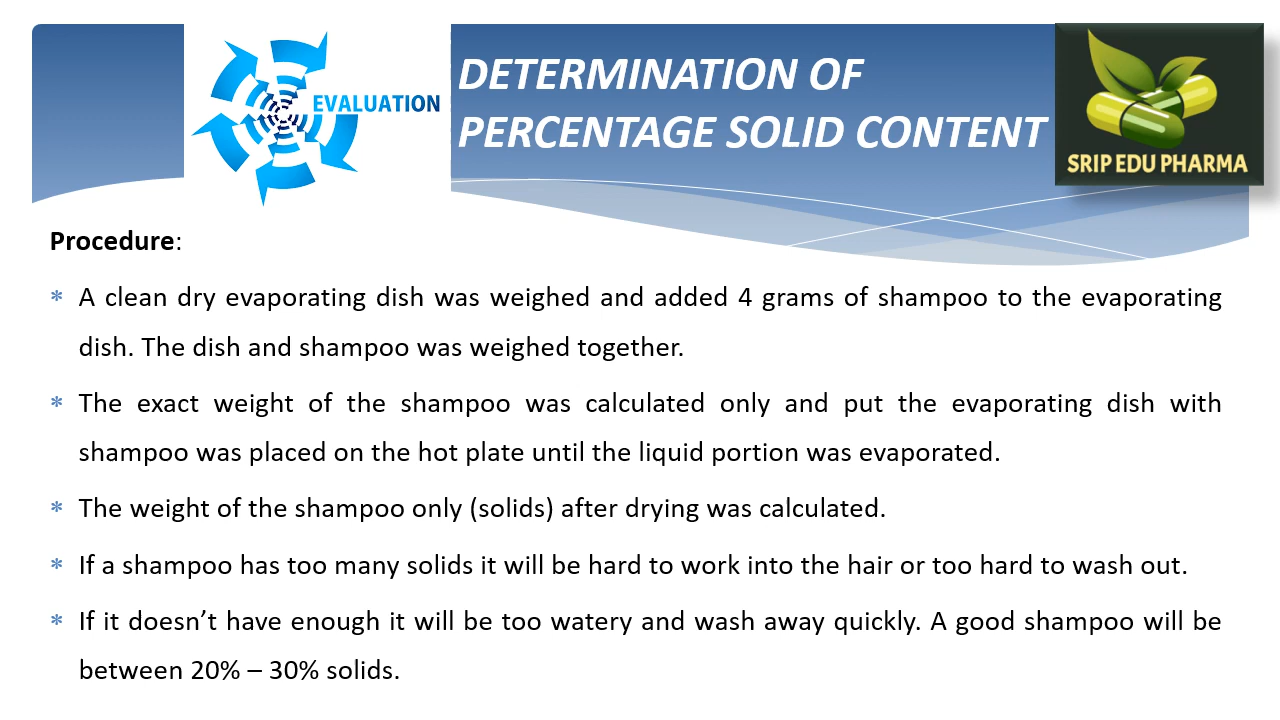 EVALUATION
DETERMINATION OF
PERCENTAGE SOLID CONTENT
SRIP EDU PHARMA
Procedure:
* A clean dry evaporating dish was weighed and added 4 grams of shampoo to the evaporating
dish. The dish and shampoo was weighed together.
* The exact weight of the shampoo was calculated only and put the evaporating dish with
shampoo was placed on the hot plate until the liquid portion was evaporated.
* The weight of the shampoo only (solids) after drying was calculated.
* If a shampoo has too many solids it will be hard to work into the hair or too hard to wash out.
* If it doesn’t have enough it will be too watery and wash away quickly. A good shampoo will be
between 20% – 30% solids.